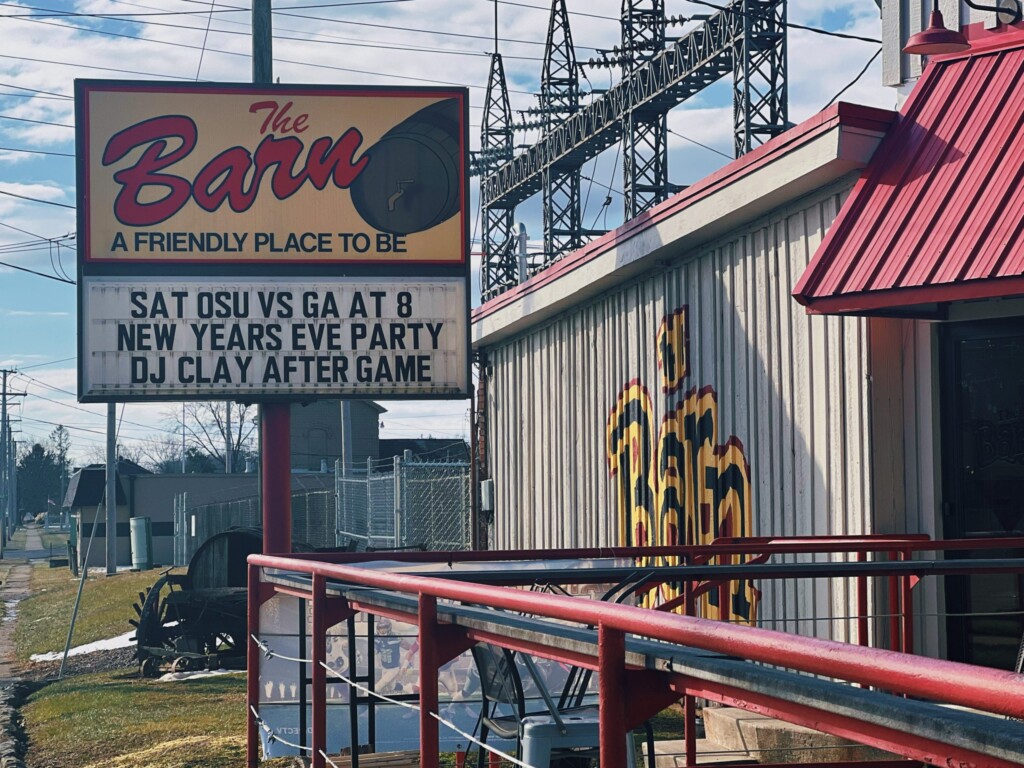 The
Barn
A FRIENDLY PLACE TO BE
SAT OSU VS GA AT 8
NEW YEARS EVE PARTY
DJ CLAY AFTER GAME
DIRECTV